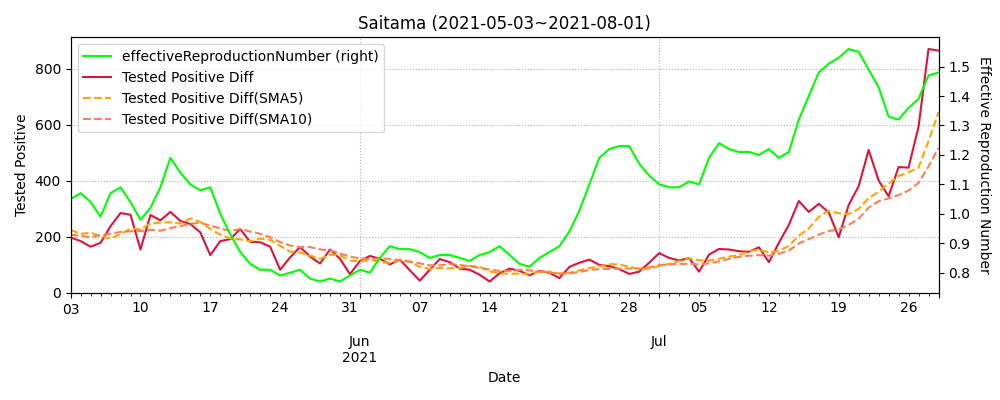 Saitama (2021-05-03~2021-08-01)
effectiveReproductionNumber (right)
Tested Positive Diff
Tested Positive Diff(SMA5)
Tested Positive Diff(SMA10)
Tested Positive
800
600
400
200
0
Effective Reproduction Number
1.5
1.4
1.3
1.2
1.1
1.0
0.9
0.8
03 10 17 24 31 07 14 21 28 05 12 19 26
Jun Jul
2021
Date